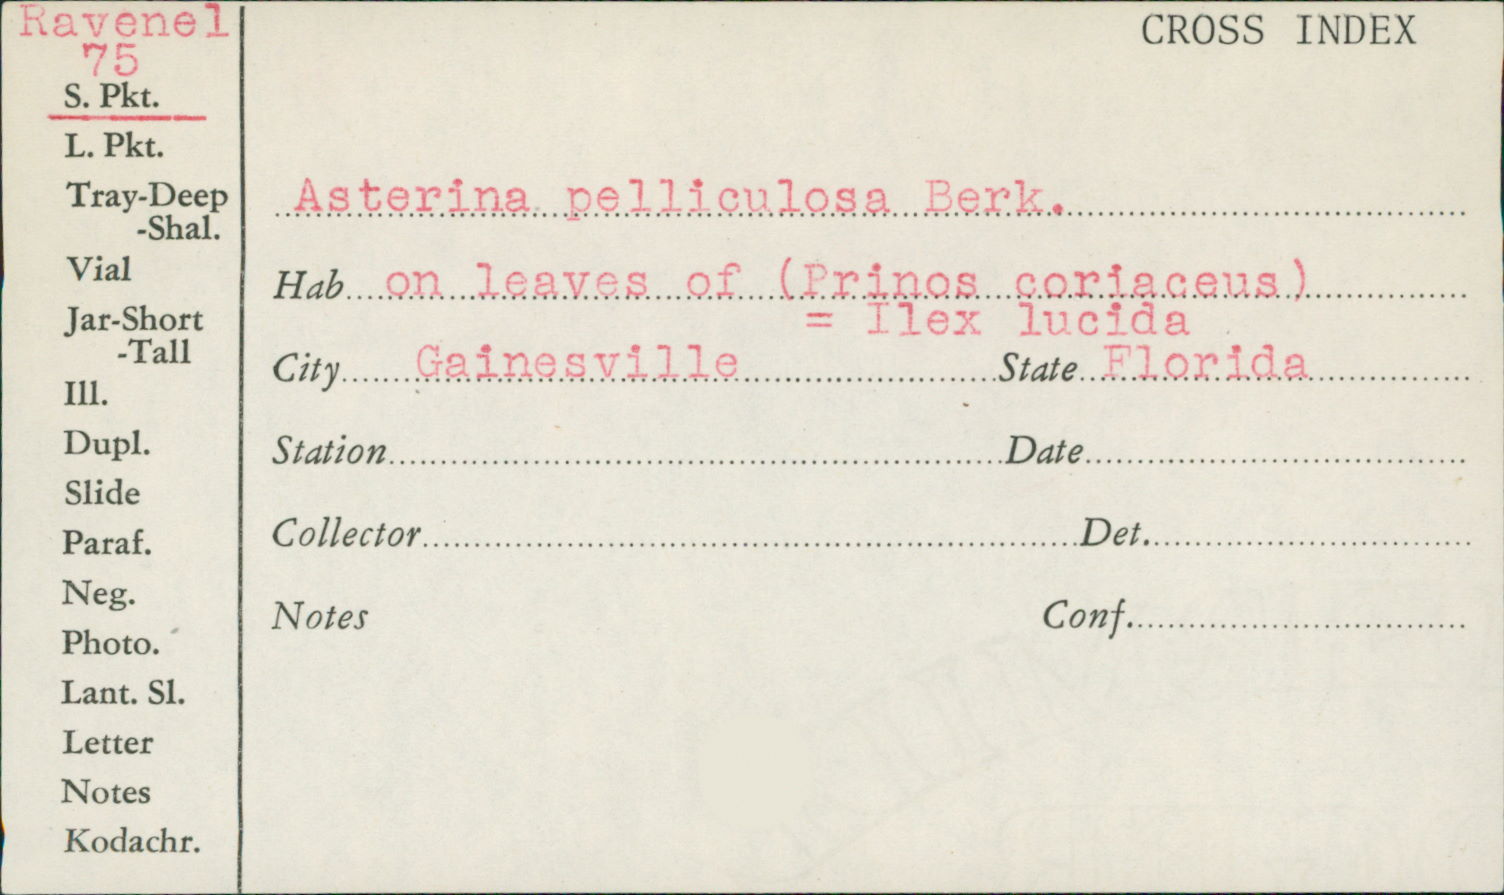 Ravenel
75
CROSS INDEX
S. Pkt.
L. Pkt.
Tray-Deep
-Shal.
Vial
Jar-Short
-Tall
Ill.
Dupl.
Slide
Paraf.
Neg.
Photo.
Lant. Sl.
Letter
Notes
Kodachr.
Asterina pelliculosa Berk.
Hab on leaves of (Prinos coriaceus)
= Ilex lucida
City Gainesville State Florida
Station Date
Collector Det.
Notes Conf.